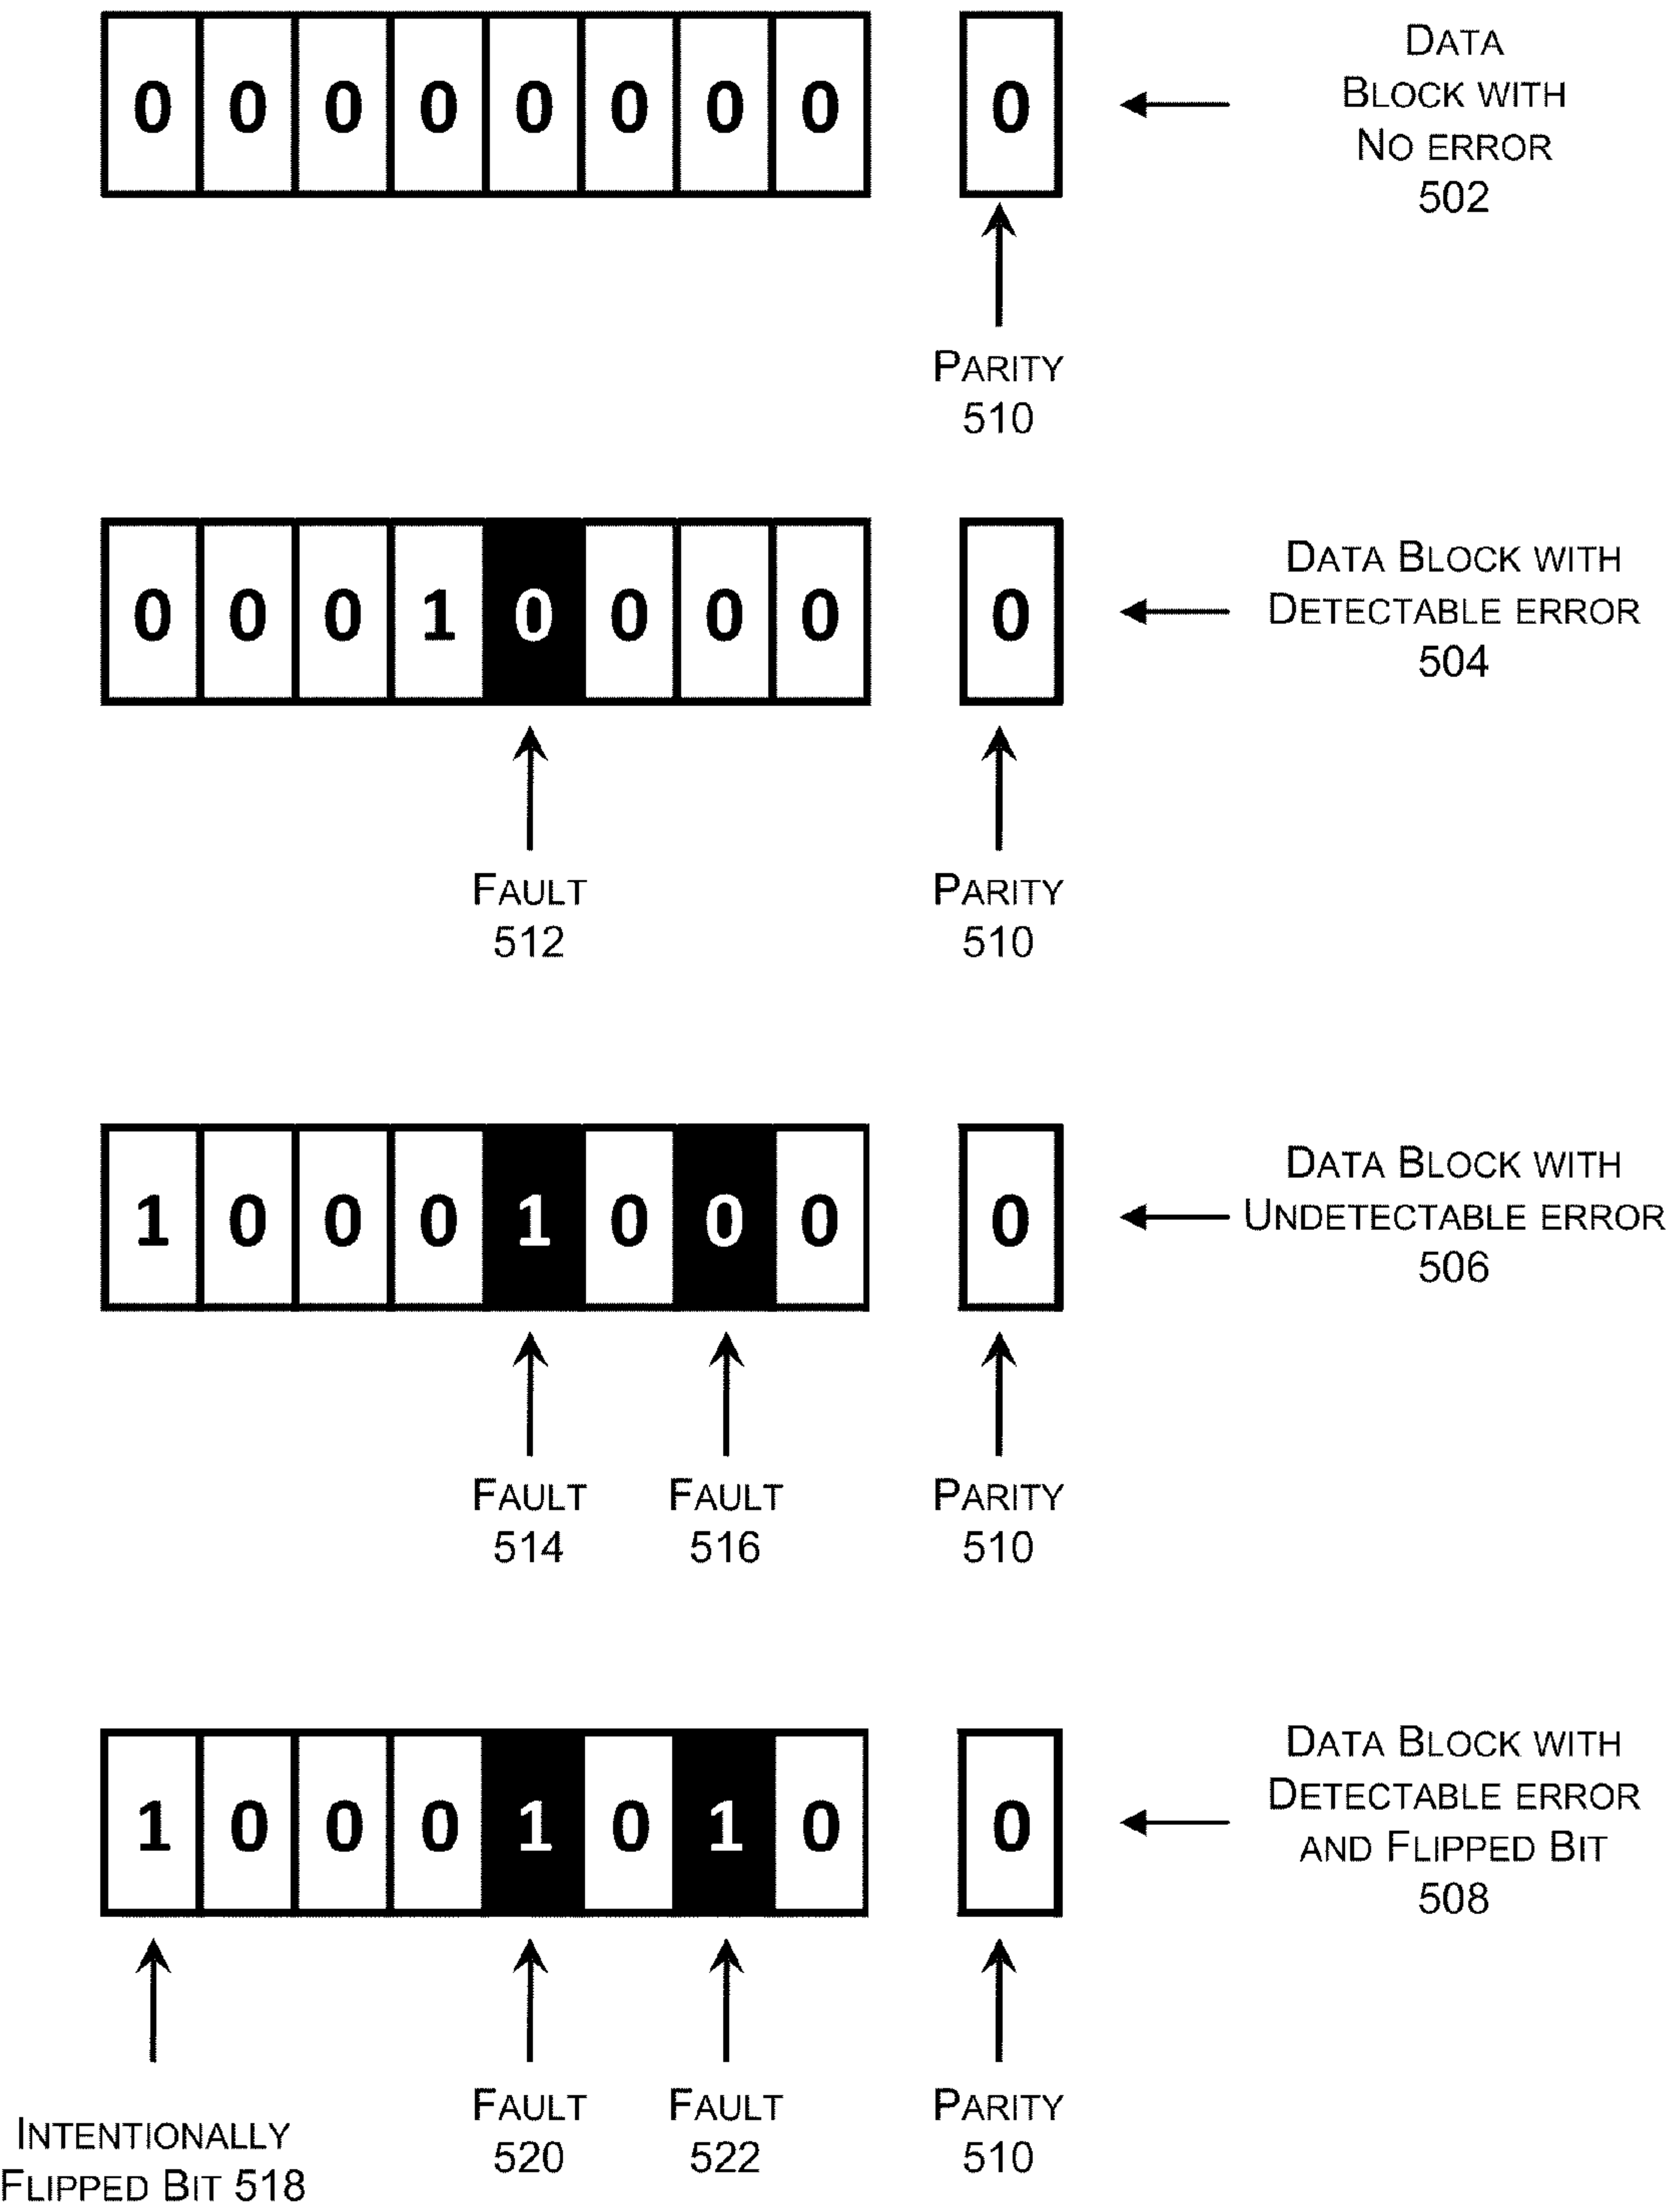 0 0 0 0 0 0 0 0 0
DATA
BLOCK WITH
NO ERROR
502
PARITY
510
0 0 0 1 0 0 0 0 0
DATA BLOCK WITH
DETECTABLE ERROR
504
FAULT
512
PARITY
510
1 0 0 0 1 0 0 0 0
DATA BLOCK WITH
UNDETECTABLE ERROR
506
FAULT
514
FAULT
516
PARITY
510
1 0 0 0 1 0 1 0 0
DATA BLOCK WITH
DETECTABLE ERROR
AND FLIPPED BIT
508
INTENTIONALLY
FLIPPED BIT 518
FAULT
520
FAULT
522
PARITY
510